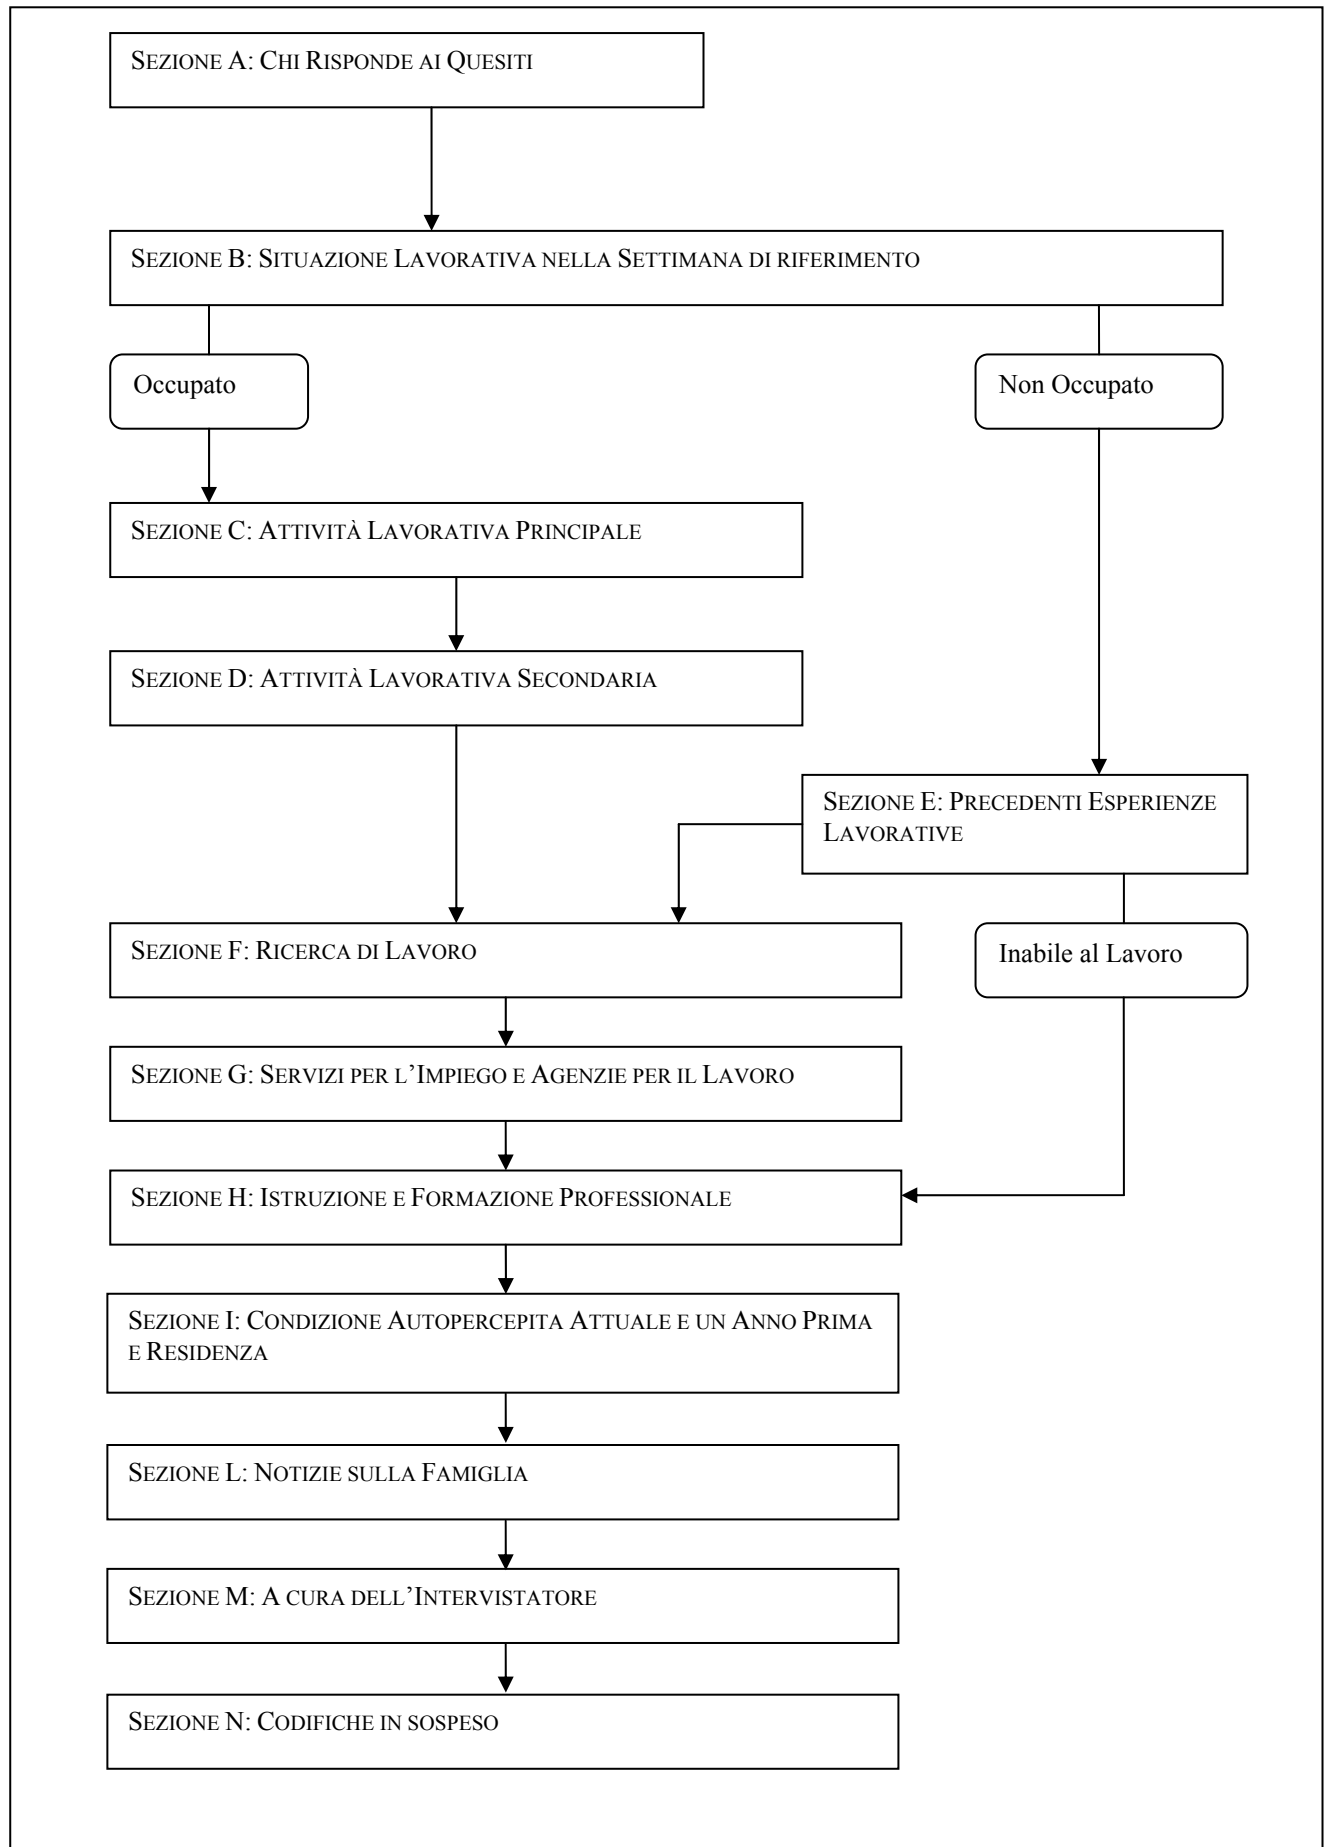 SEZIONE A: CHI RISPONDE AI QUESITI
SEZIONE B: SITUAZIONE LAVORATIVA NELLA SETTIMANA DI RIFERIMENTO
Occupato
Non Occupato
SEZIONE C: ATTIVITÀ LAVORATIVA PRINCIPALE
SEZIONE D: ATTIVITÀ LAVORATIVA SECONDARIA
SEZIONE E: PRECEDENTI ESPERIENZE
LAVORATIVE
SEZIONE F: RICERCA DI LAVORO
Inabile al Lavoro
SEZIONE G: SERVIZI PER L'IMPIEGO E AGENZIE PER IL LAVORO
SEZIONE H: ISTRUZIONE E FORMAZIONE PROFESSIONALE
SEZIONE I: CONDIZIONE AUTOPERCEPITA ATTUALE E UN ANNO PRIMA
E RESIDENZA
SEZIONE L: NOTIZIE SULLA FAMIGLIA
SEZIONE M: A CURA DELL'INTERVISTATORE
SEZIONE N: CODIFICHE IN SOSPESO